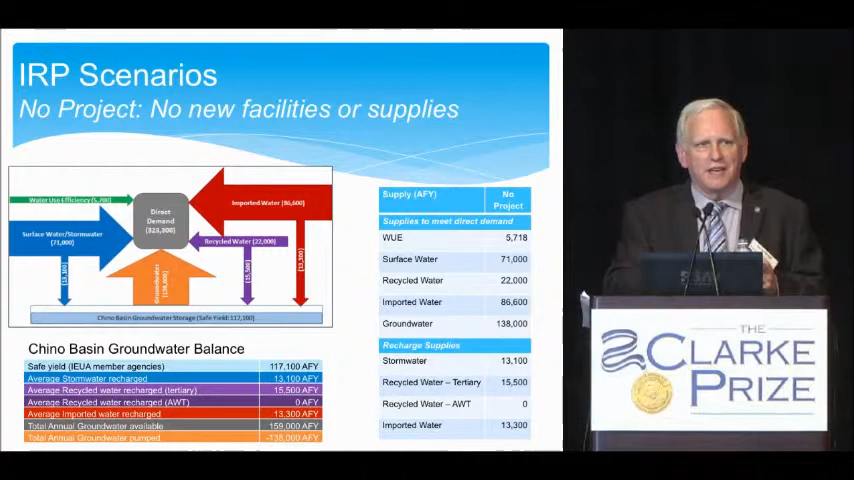 IRP Scenarios
No Project: No new facilities or supplies
Water Use Efficiency (5,700)
Direct
Demand
(323,300)
Imported Water (86,600)
Surface Water/Stormwater
(71,000)
Recycled Water (22,000)
(13,100)
Groundwater
(138,000)
(15,500)
(13,300)
Chino Basin Groundwater Storage (Safe Yield: 117,100)
Supply (AFY) No
Project
Supplies to meet direct demand
WUE 5,718
Surface Water 71,000
Recycled Water 22,000
Imported Water 86,600
Groundwater 138,000
Recharge Supplies
Stormwater 13,100
Recycled Water – Tertiary 15,500
Recycled Water – AWT 0
Imported Water 13,300
Chino Basin Groundwater Balance
Safe yield (IEUA member agencies) 117,100 AFY
Average Stormwater recharged 13,100 AFY
Average Recycled water recharged (tertiary) 15,500 AFY
Average Recycled water recharged (AWT) 0 AFY
Average Imported water recharged 13,300 AFY
Total Annual Groundwater available 159,000 AFY
Total Annual Groundwater pumped -138,000 AFY
THE
CLARKE
PRIZE